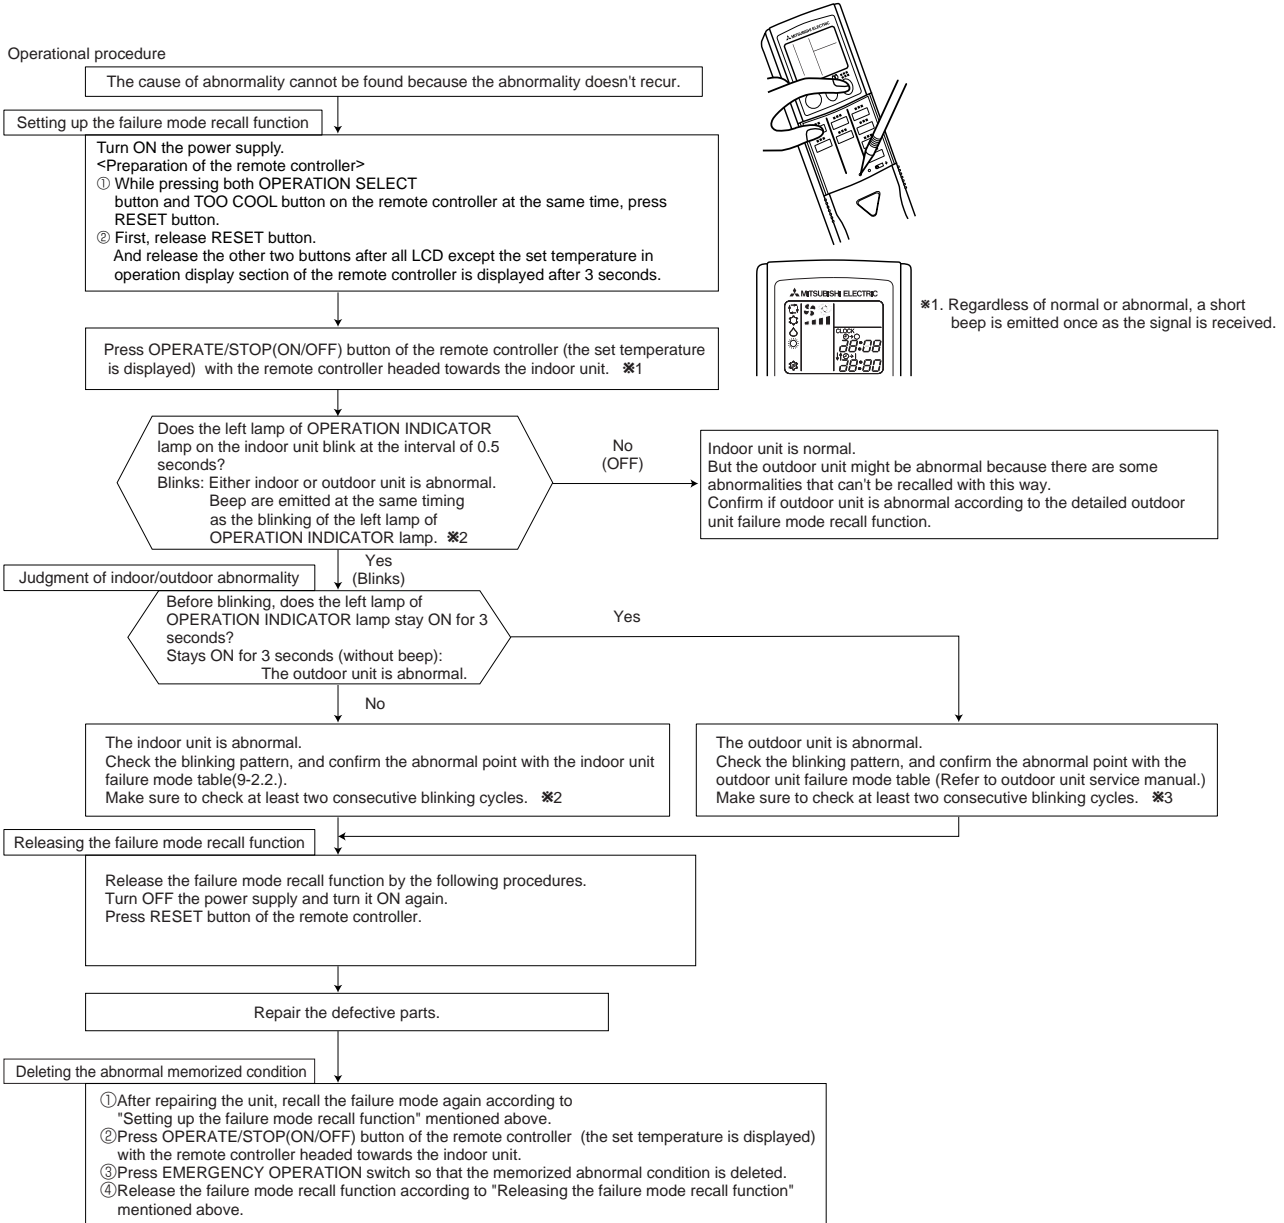 Operational procedure
The cause of abnormality cannot be found because the abnormality doesn't recur.
Setting up the failure mode recall function
Turn ON the power supply.
<Preparation of the remote controller>
① While pressing both OPERATION SELECT
button and TOO COOL button on the remote controller at the same time, press
RESET button.
② First, release RESET button.
And release the other two buttons after all LCD except the set temperature in
operation display section of the remote controller is displayed after 3 seconds.
MITSUBISHI ELECTRIC
MITSUBISHI ELECTRIC
CLOCK
88:08
88:80
※1. Regardless of normal or abnormal, a short
beep is emitted once as the signal is received.
Press OPERATE/STOP(ON/OFF) button of the remote controller (the set temperature
is displayed) with the remote controller headed towards the indoor unit. ※1
Does the left lamp of OPERATION INDICATOR
lamp on the indoor unit blink at the interval of 0.5
seconds?
Blinks: Either indoor or outdoor unit is abnormal.
Beep are emitted at the same timing
as the blinking of the left lamp of
OPERATION INDICATOR lamp. ※2
No
(OFF)
Indoor unit is normal.
But the outdoor unit might be abnormal because there are some
abnormalities that can't be recalled with this way.
Confirm if outdoor unit is abnormal according to the detailed outdoor
unit failure mode recall function.
Yes
(Blinks)
Judgment of indoor/outdoor abnormality
Before blinking, does the left lamp of
OPERATION INDICATOR lamp stay ON for 3
seconds?
Stays ON for 3 seconds (without beep):
The outdoor unit is abnormal.
Yes
No
The indoor unit is abnormal.
Check the blinking pattern, and confirm the abnormal point with the indoor unit
failure mode table(9-2.2.).
Make sure to check at least two consecutive blinking cycles. ※2
The outdoor unit is abnormal.
Check the blinking pattern, and confirm the abnormal point with the
outdoor unit failure mode table (Refer to outdoor unit service manual.)
Make sure to check at least two consecutive blinking cycles. ※3
Releasing the failure mode recall function
Release the failure mode recall function by the following procedures.
Turn OFF the power supply and turn it ON again.
Press RESET button of the remote controller.
Repair the defective parts.
Deleting the abnormal memorized condition
①After repairing the unit, recall the failure mode again according to
"Setting up the failure mode recall function" mentioned above.
②Press OPERATE/STOP(ON/OFF) button of the remote controller (the set temperature is displayed)
with the remote controller headed towards the indoor unit.
③Press EMERGENCY OPERATION switch so that the memorized abnormal condition is deleted.
④Release the failure mode recall function according to "Releasing the failure mode recall function"
mentioned above.